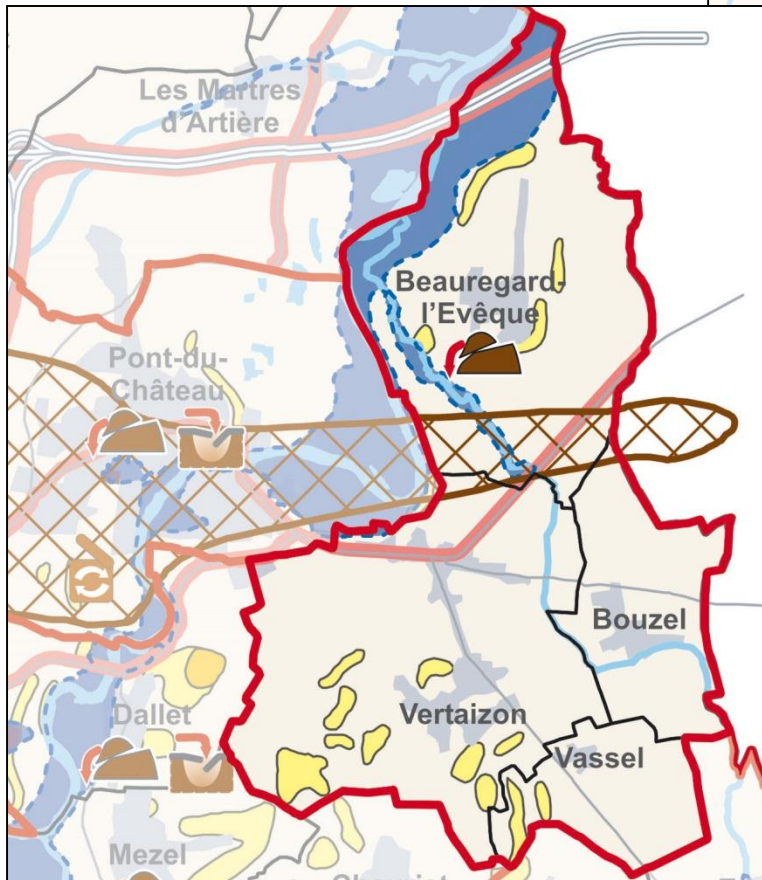 Les Martres
d'Artière
Beauregard-
l'Evêque
Pont-du-
Château
Bouzel
Dallet
Vertaizon
Vassel
Mezel